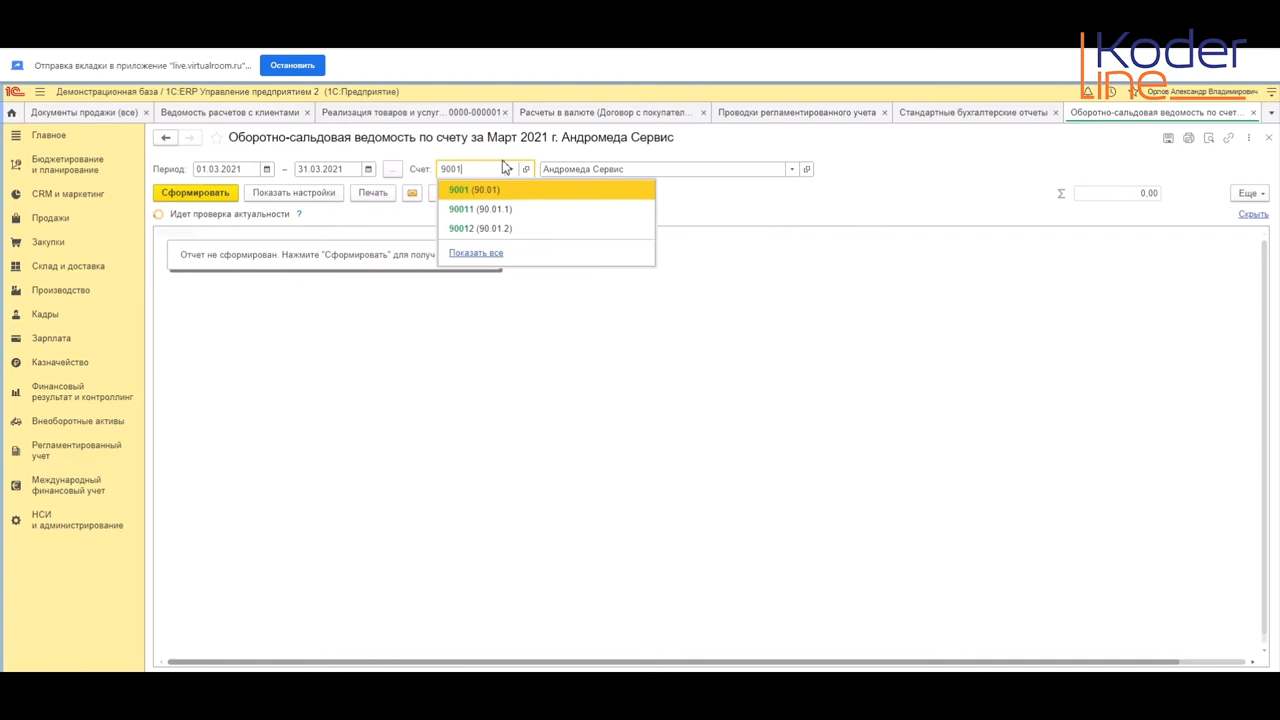 Koder
Line
Отправка вкладки в приложение "live.virtualroom.ru"...
Остановить
Демонстрационная база / 1С:ERP Управление предприятием 2 (1С:Предприятие)
Орлов Александр Владимирович
Документы продажи (все)
Ведомость расчетов с клиентами
Реализация товаров и услуг... 0000-000001
Расчеты в валюте (Договор с покупател...
Проводки регламентированного учета
Стандартные бухгалтерские отчеты
Оборотно-сальдовая ведомость по счет...
Главное
Бюджетирование
и планирование
CRM и маркетинг
Продажи
Закупки
Склад и доставка
Производство
Кадры
Зарплата
Казначейство
Финансовый
результат и контроллинг
Внеоборотные активы
Регламентированный
учет
Международный
финансовый учет
НСИ
и администрирование
Оборотно-сальдовая ведомость по счету за Март 2021 г. Андромеда Сервис
Период: 01.03.2021 – 31.03.2021 ... Счет: 9001 Андромеда Сервис
Сформировать Показать настройки Печать Σ 0,00 Еще
Идет проверка актуальности ? Скрыть
Отчет не сформирован. Нажмите "Сформировать" для получ
9001 (90.01)
90011 (90.01.1)
90012 (90.01.2)
Показать все